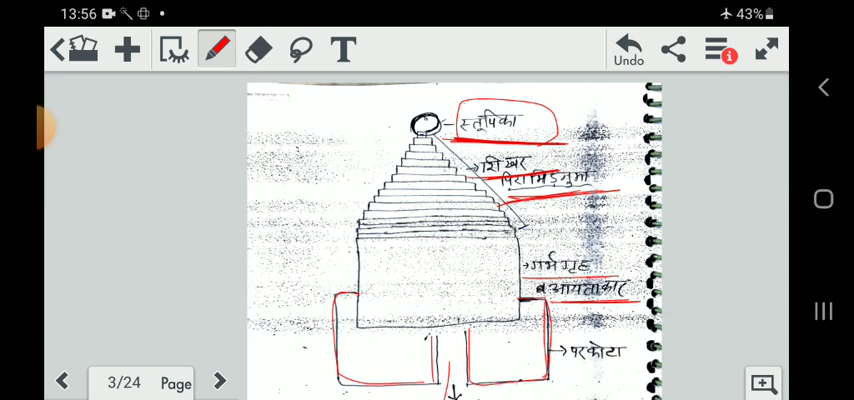 13:56
43%
T
Undo
i
स्तूपिका
शिखर
पिरामिडनुमा
गर्भगृह
व आयताकार
परकोटा
3/24 Page